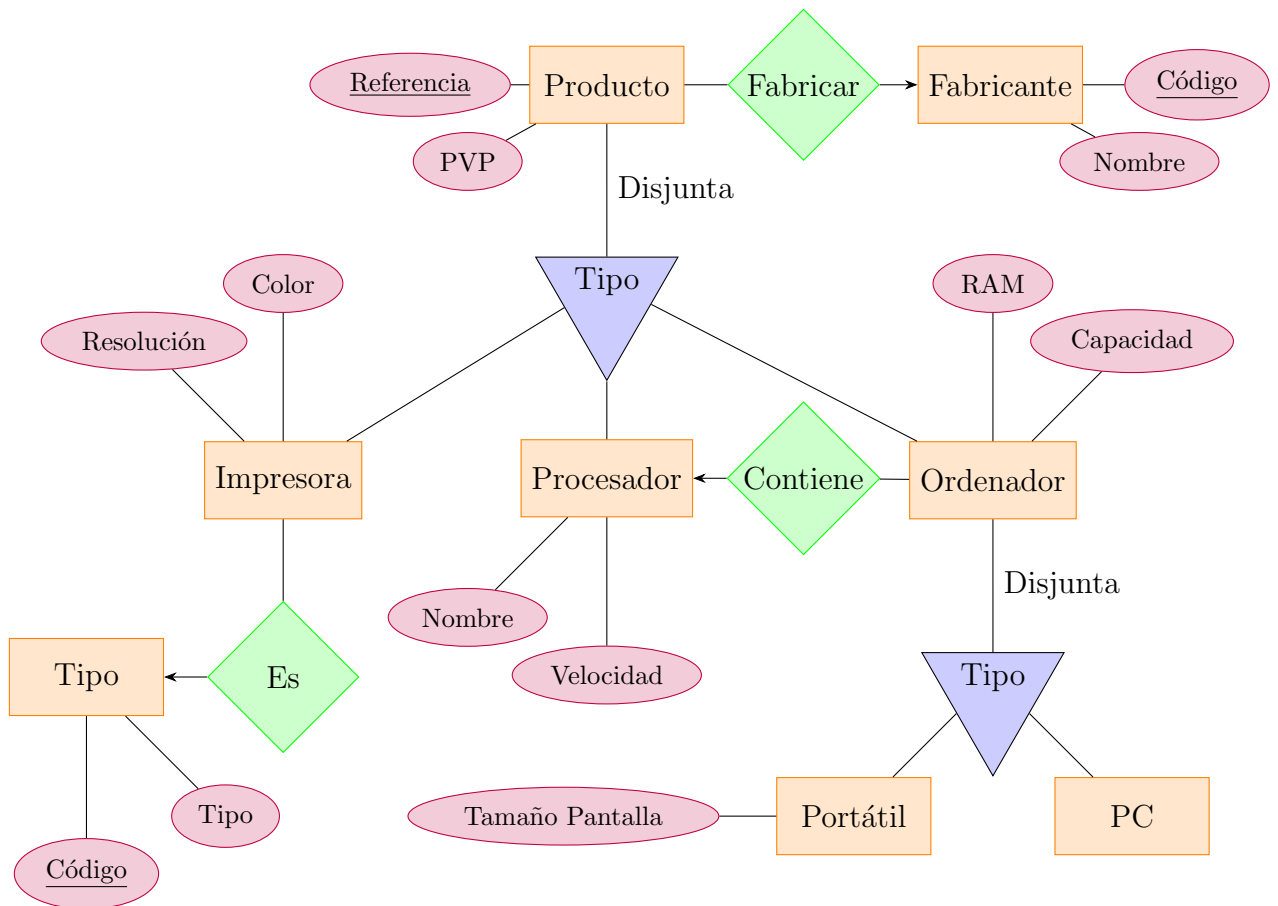 Referencia
Producto
Fabricar
Fabricante
Código
PVP
Nombre
Disjunta
Tipo
Color
RAM
Resolución
Capacidad
Impresora
Procesador
Contiene
Ordenador
Disjunta
Nombre
Velocidad
Tipo
Es
Tipo
Tipo
Tamaño Pantalla
Portátil
PC
Código